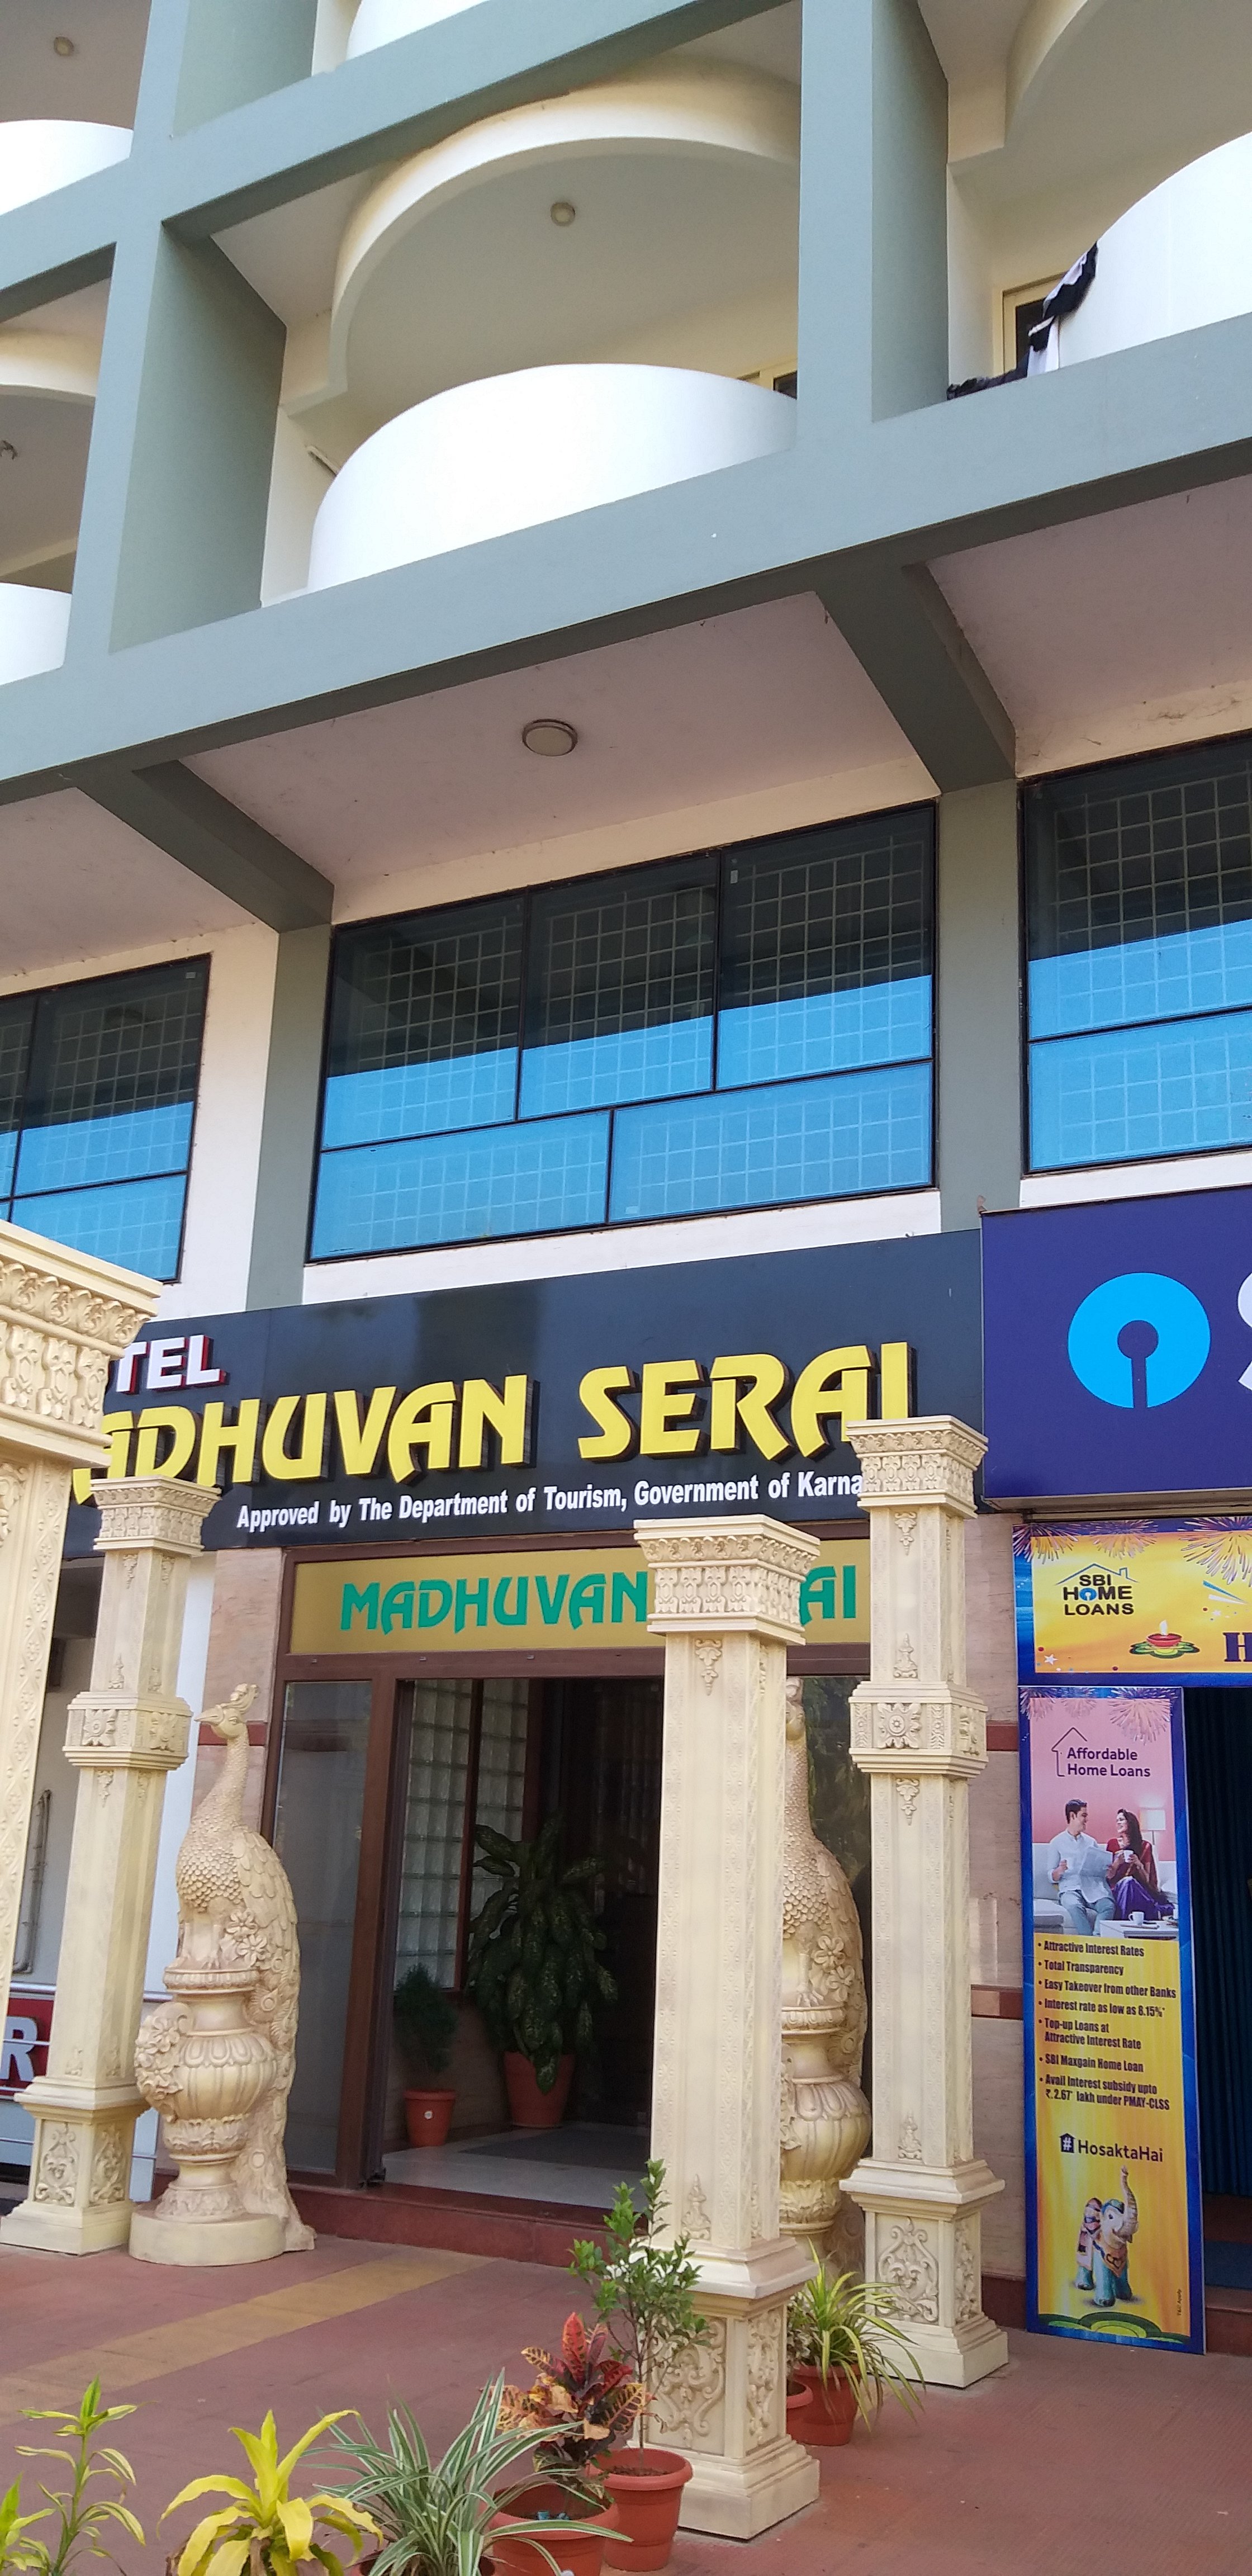 TEL
ADHUVAN SERAI
Approved by The Department of Tourism, Government of Karna
MADHUVAN AI
R
S
SBI
HOME
LOANS
H
Affordable
Home Loans
• Attractive Interest Rates
• Total Transparency
• Easy Takeover from other Banks
• Interest rate as low as 8.15%*
• Top-up Loans at
Attractive Interest Rate
• SBI Maxgain Home Loan
• Avail Interest subsidy upto
₹. 2.67* lakh under PMAY-CLSS
#HosaktaHai